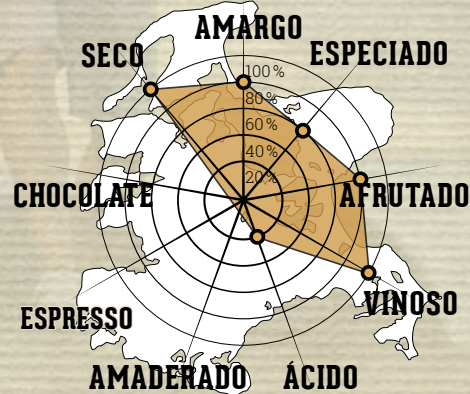 AMARGO
SECO
ESPECIADO
100%
80%
60%
40%
20%
CHOCOLATE
AFRUTADO
VINOSO
ESPRESSO
AMADERADO
ÁCIDO